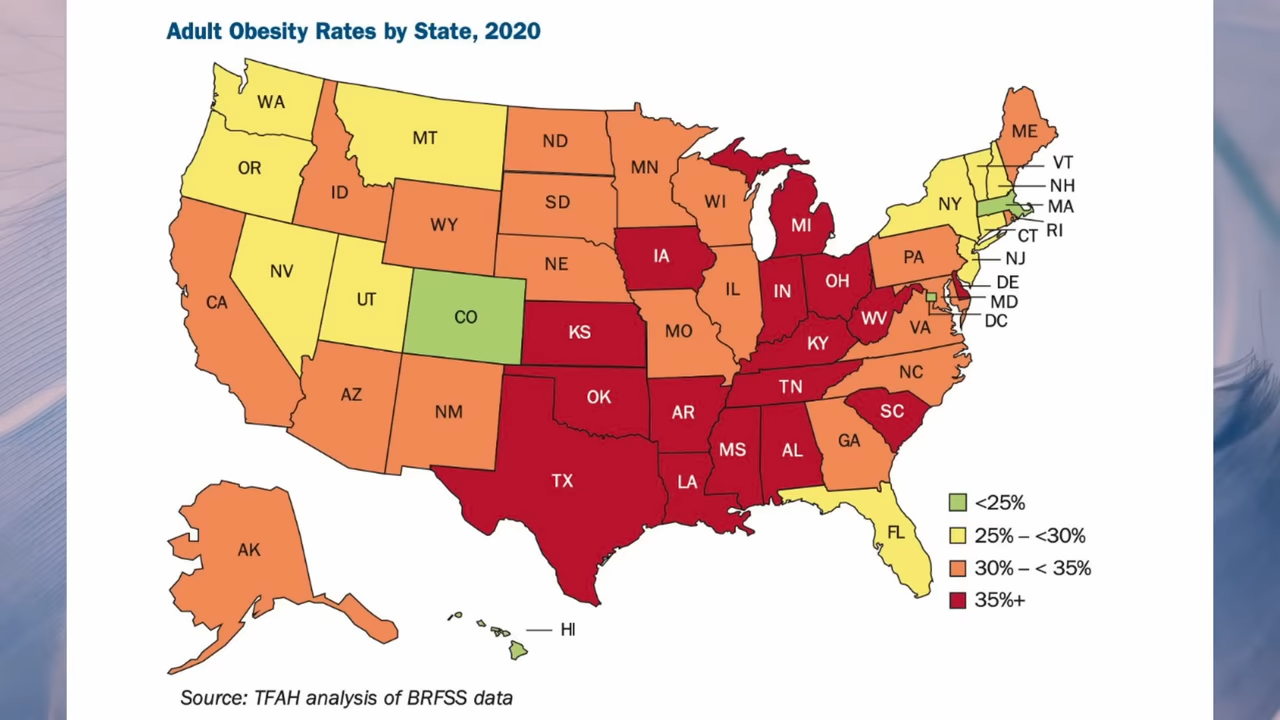 Adult Obesity Rates by State, 2020
WA
MT
ND
MN
ME
OR
ID
WY
SD
WI
MI
NY
VT
NH
MA
RI
CT
NJ
NV
UT
CO
NE
IA
IL
IN
OH
PA
DE
MD
DC
CA
KS
MO
KY
WV
VA
AZ
NM
OK
AR
TN
NC
SC
TX
LA
MS
AL
GA
FL
AK
HI
<25%
25% – <30%
30% – < 35%
35%+
Source: TFAH analysis of BRFSS data